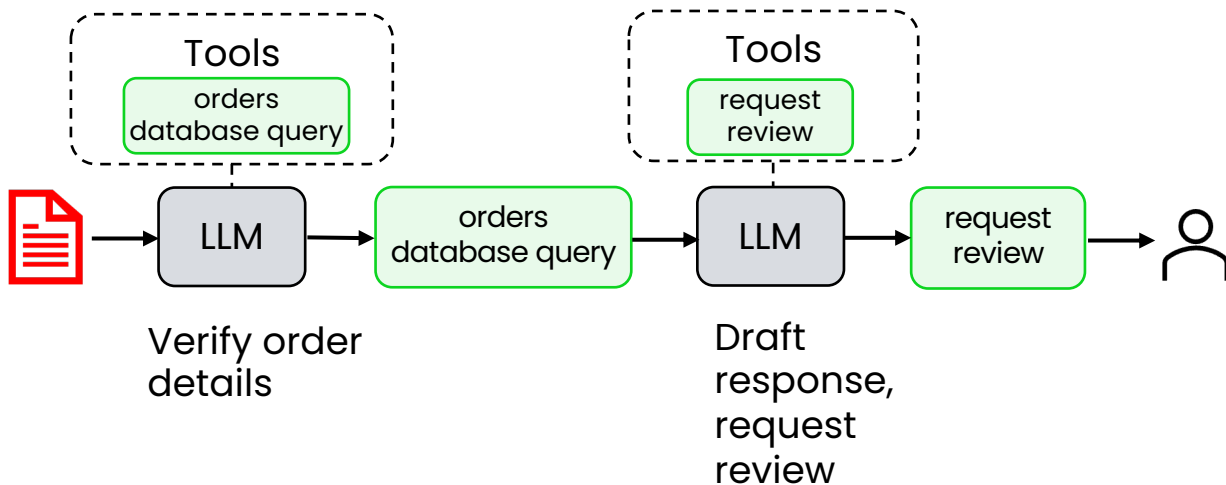 Tools
orders
database query
Tools
request
review
LLM
orders
database query
LLM
request
review
Verify order
details
Draft
response,
request
review